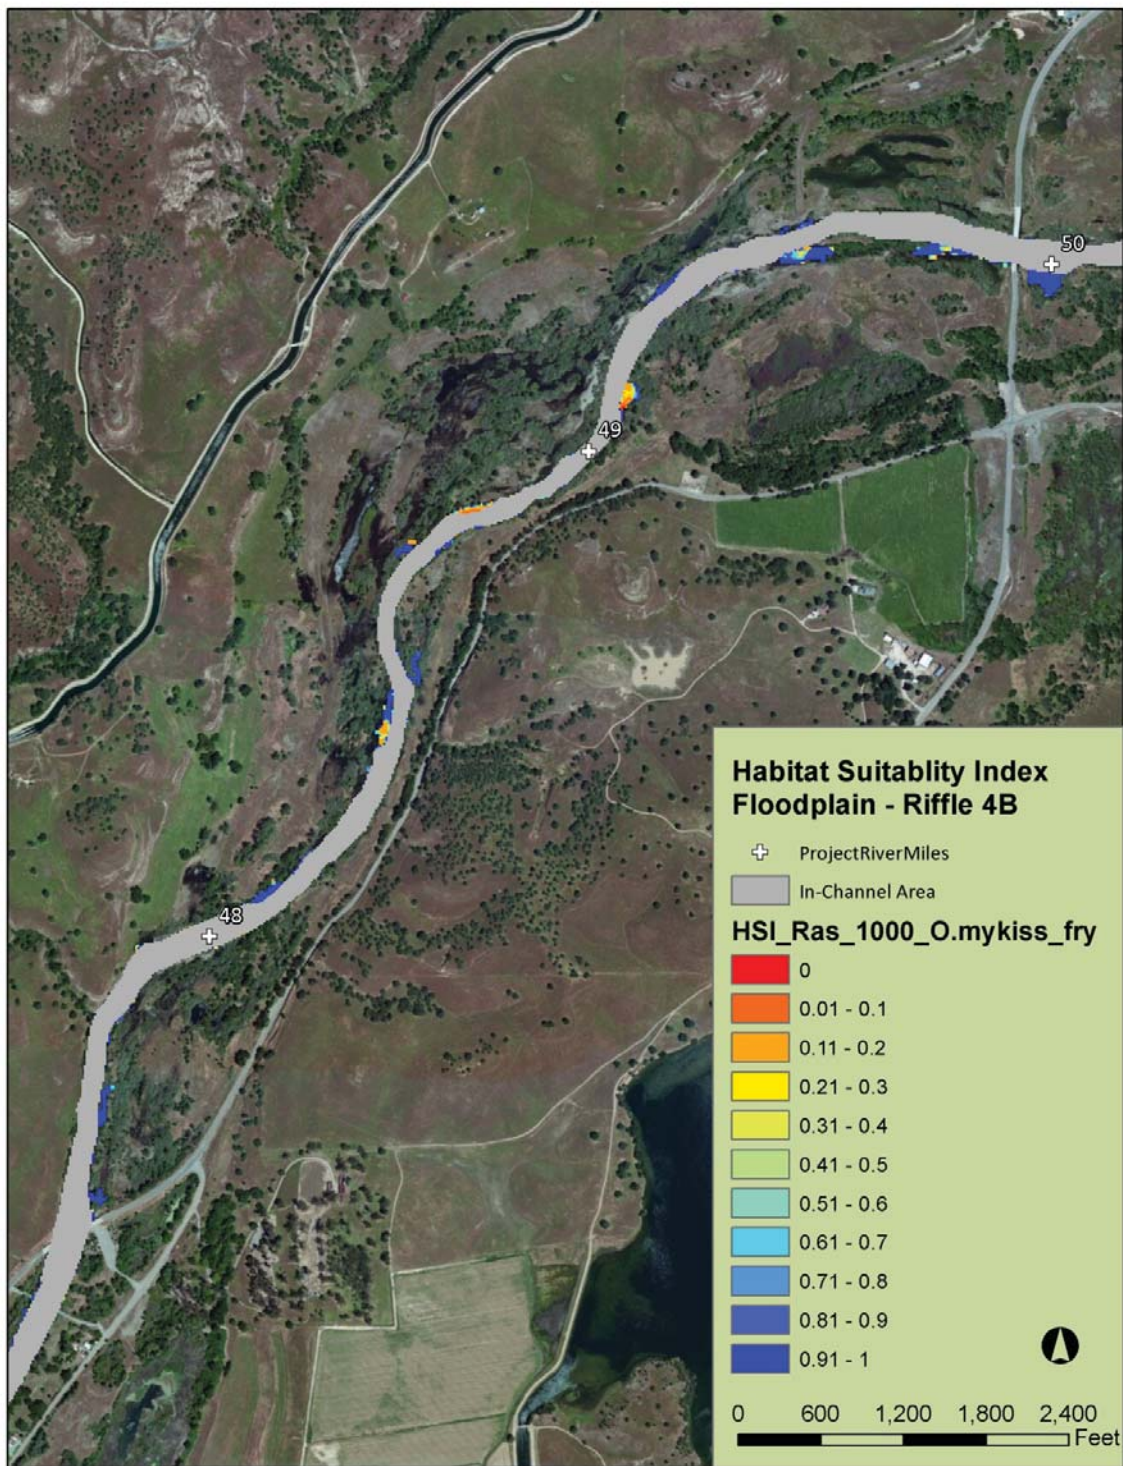 50
49
48
Habitat Suitablity Index
Floodplain - Riffle 4B
ProjectRiverMiles
In-Channel Area
HSI_Ras_1000_O.mykiss_fry
0
0.01 - 0.1
0.11 - 0.2
0.21 - 0.3
0.31 - 0.4
0.41 - 0.5
0.51 - 0.6
0.61 - 0.7
0.71 - 0.8
0.81 - 0.9
0.91 - 1
0 600 1,200 1,800 2,400
Feet